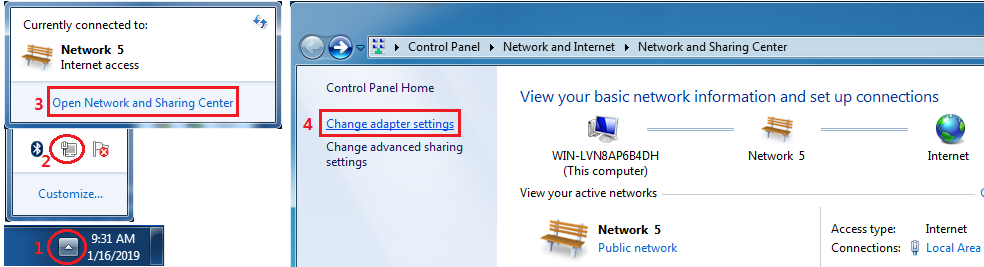 Currently connected to:
Network 5
Internet access
3 Open Network and Sharing Center
2
Customize...
1 9:31 AM
1/16/2019
Control Panel Network and Internet Network and Sharing Center
Control Panel Home
4 Change adapter settings
Change advanced sharing
settings
View your basic network information and set up connections
WIN-LVN8AP6B4DH
(This computer)
Network 5
Internet
View your active networks
Network 5
Public network
Access type: Internet
Connections: Local Area